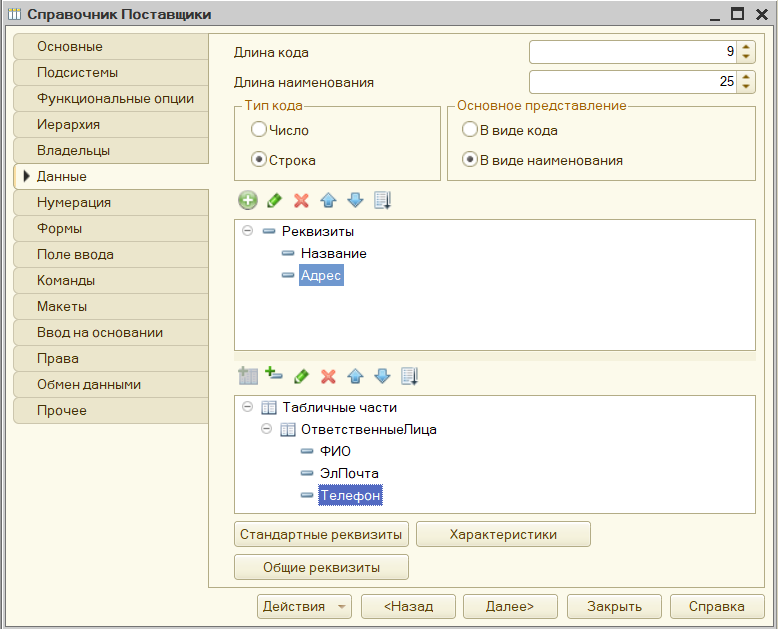 Справочник Поставщики
Основные
Подсистемы
Функциональные опции
Иерархия
Владельцы
Данные
Нумерация
Формы
Поле ввода
Команды
Макеты
Ввод на основании
Права
Обмен данными
Прочее
Длина кода 9
Длина наименования 25
Тип кода
Число
Строка
Основное представление
В виде кода
В виде наименования
Реквизиты
Название
Адрес
Табличные части
ОтветственныеЛица
ФИО
ЭлПочта
Телефон
Стандартные реквизиты Характеристики
Общие реквизиты
Действия <Назад Далее> Закрыть Справка